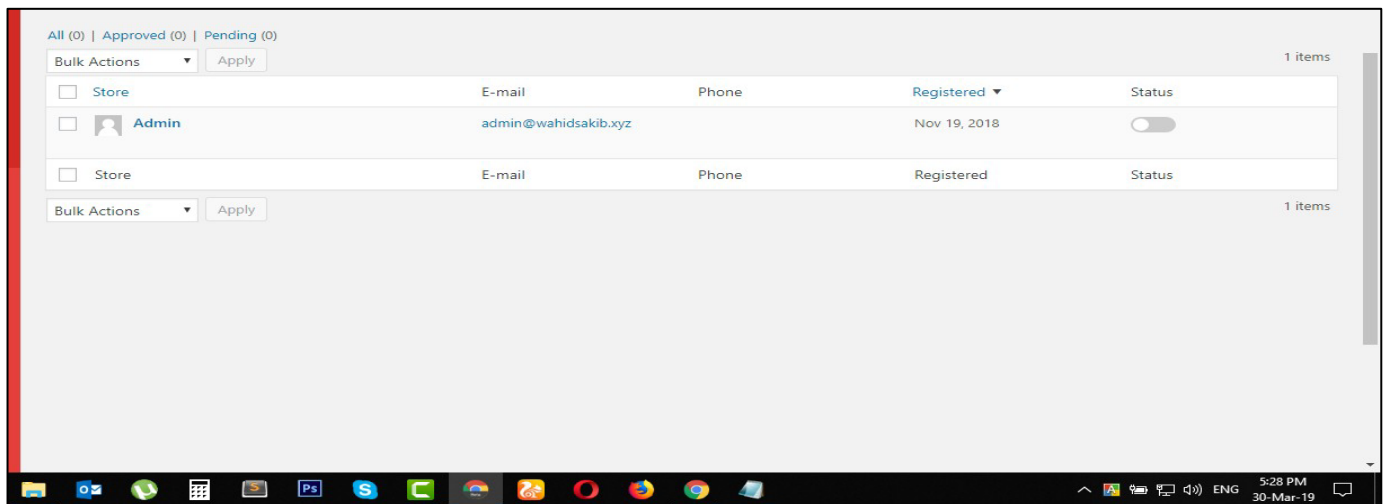 All (0) | Approved (0) | Pending (0)
Bulk Actions Apply 1 items
Store E-mail Phone Registered Status
Admin admin@wahidsakib.xyz Nov 19, 2018
Store E-mail Phone Registered Status
Bulk Actions Apply 1 items
Ps S ENG 5:28 PM
30-Mar-19